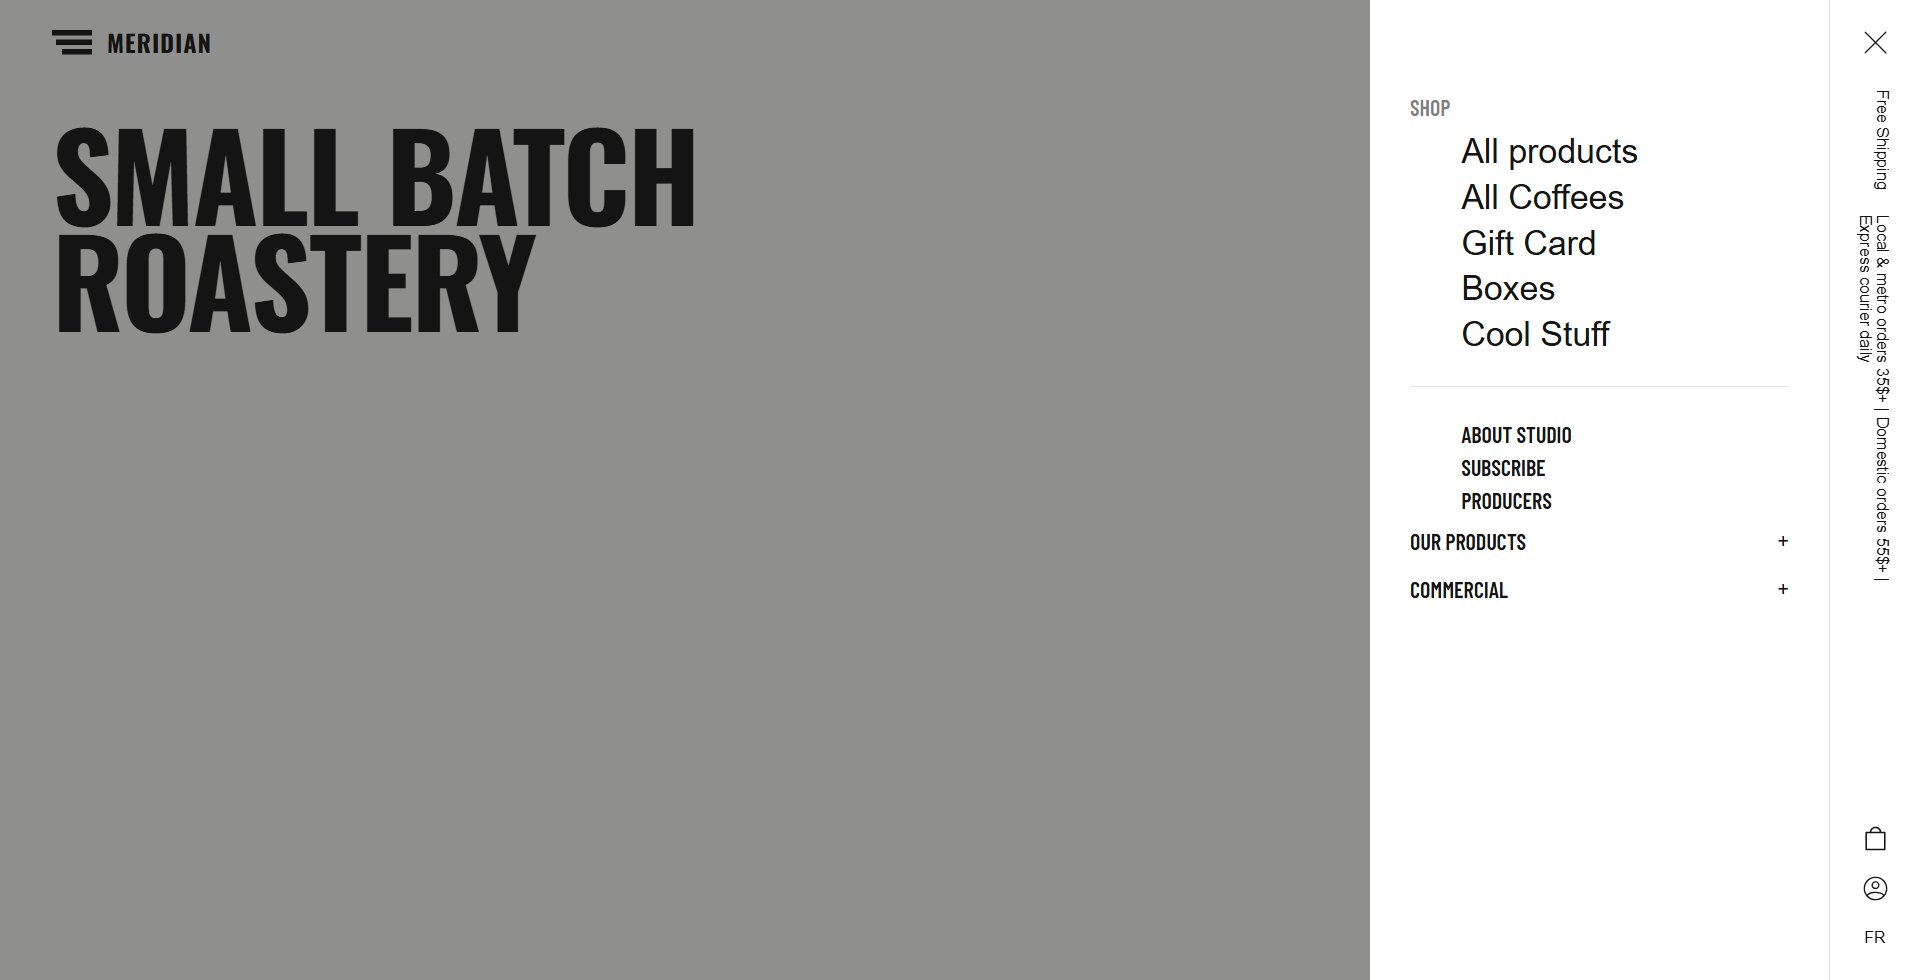 MERIDIAN
SMALL BATCH
ROASTERY
SHOP
All products
All Coffees
Gift Card
Boxes
Cool Stuff
ABOUT STUDIO
SUBSCRIBE
PRODUCERS
OUR PRODUCTS +
COMMERCIAL +
Free Shipping
Local & metro orders 35$+ | Domestic orders 55$+ |
Express courier daily
FR